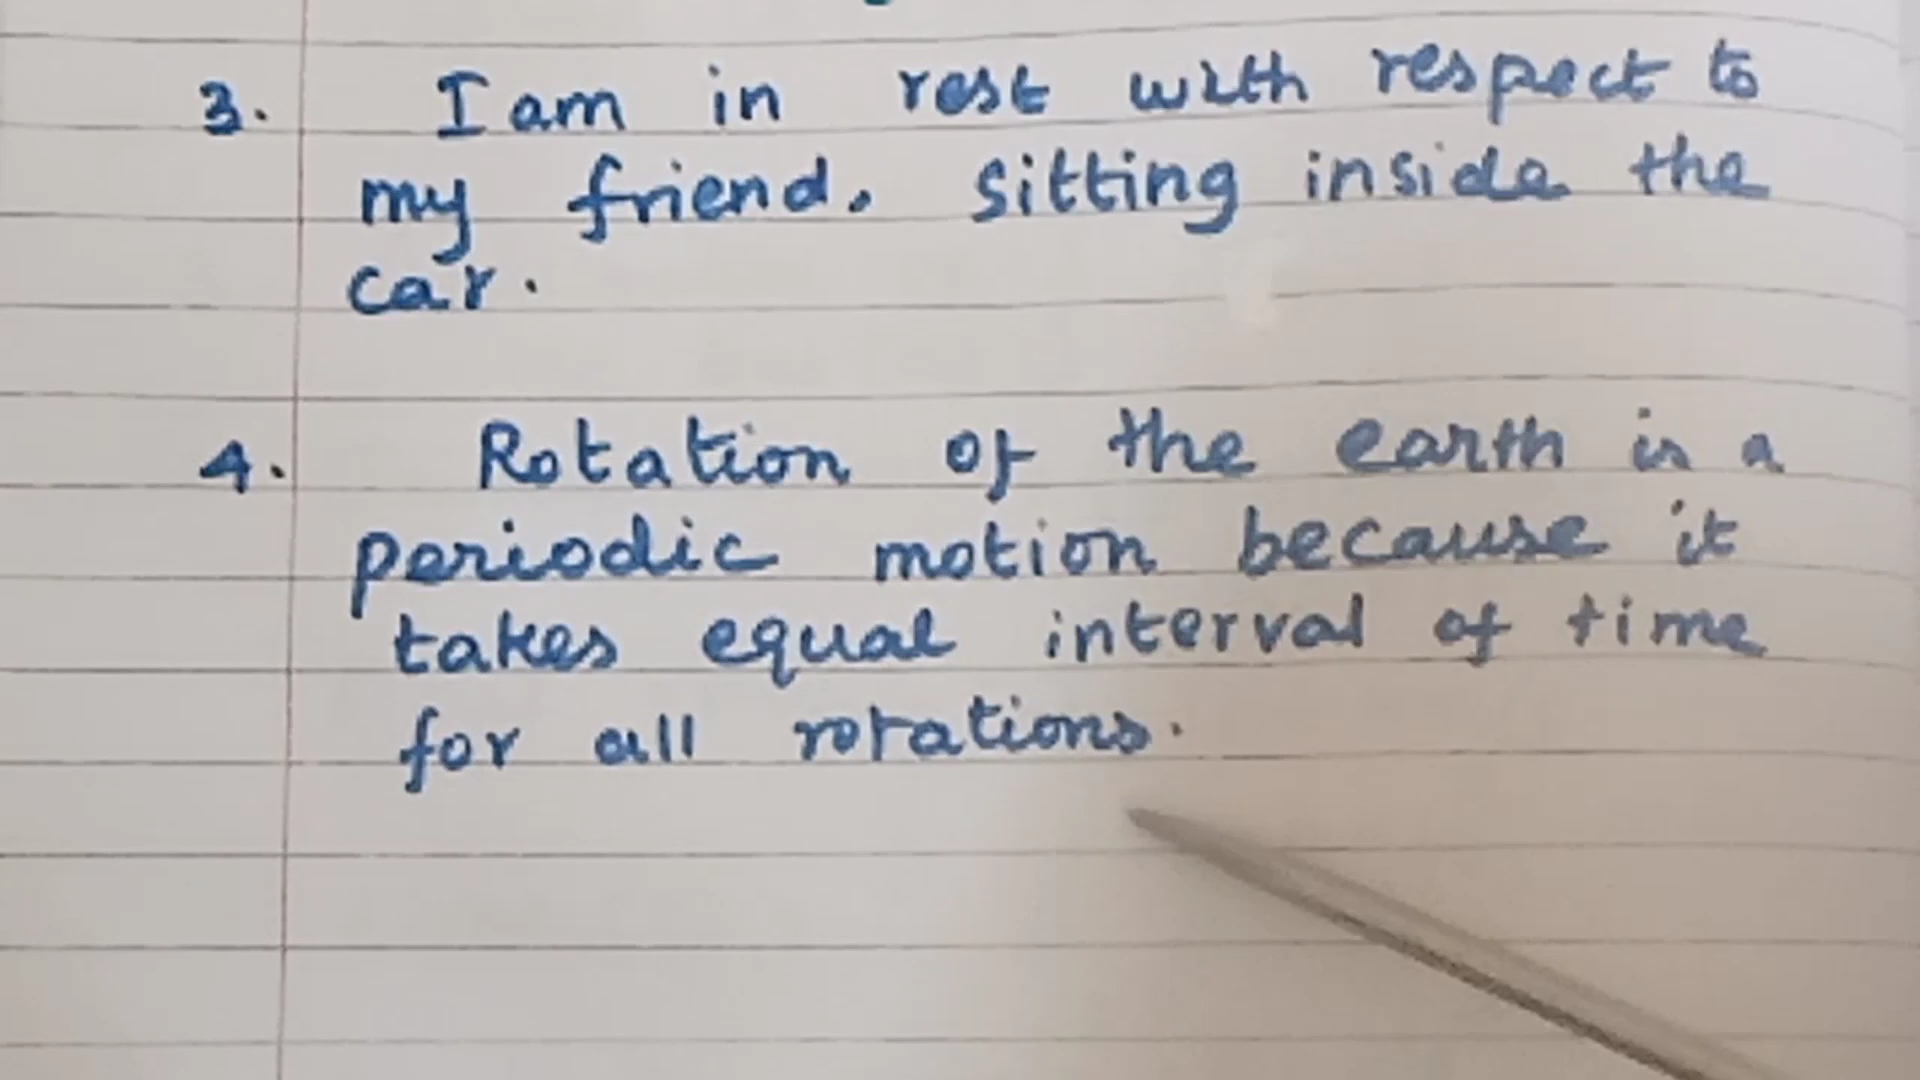 3. I am in rest with respect to
my friend. sitting inside the
car.
4. Rotation of the earth is a
periodic motion because it
takes equal interval of time
for all rotations.